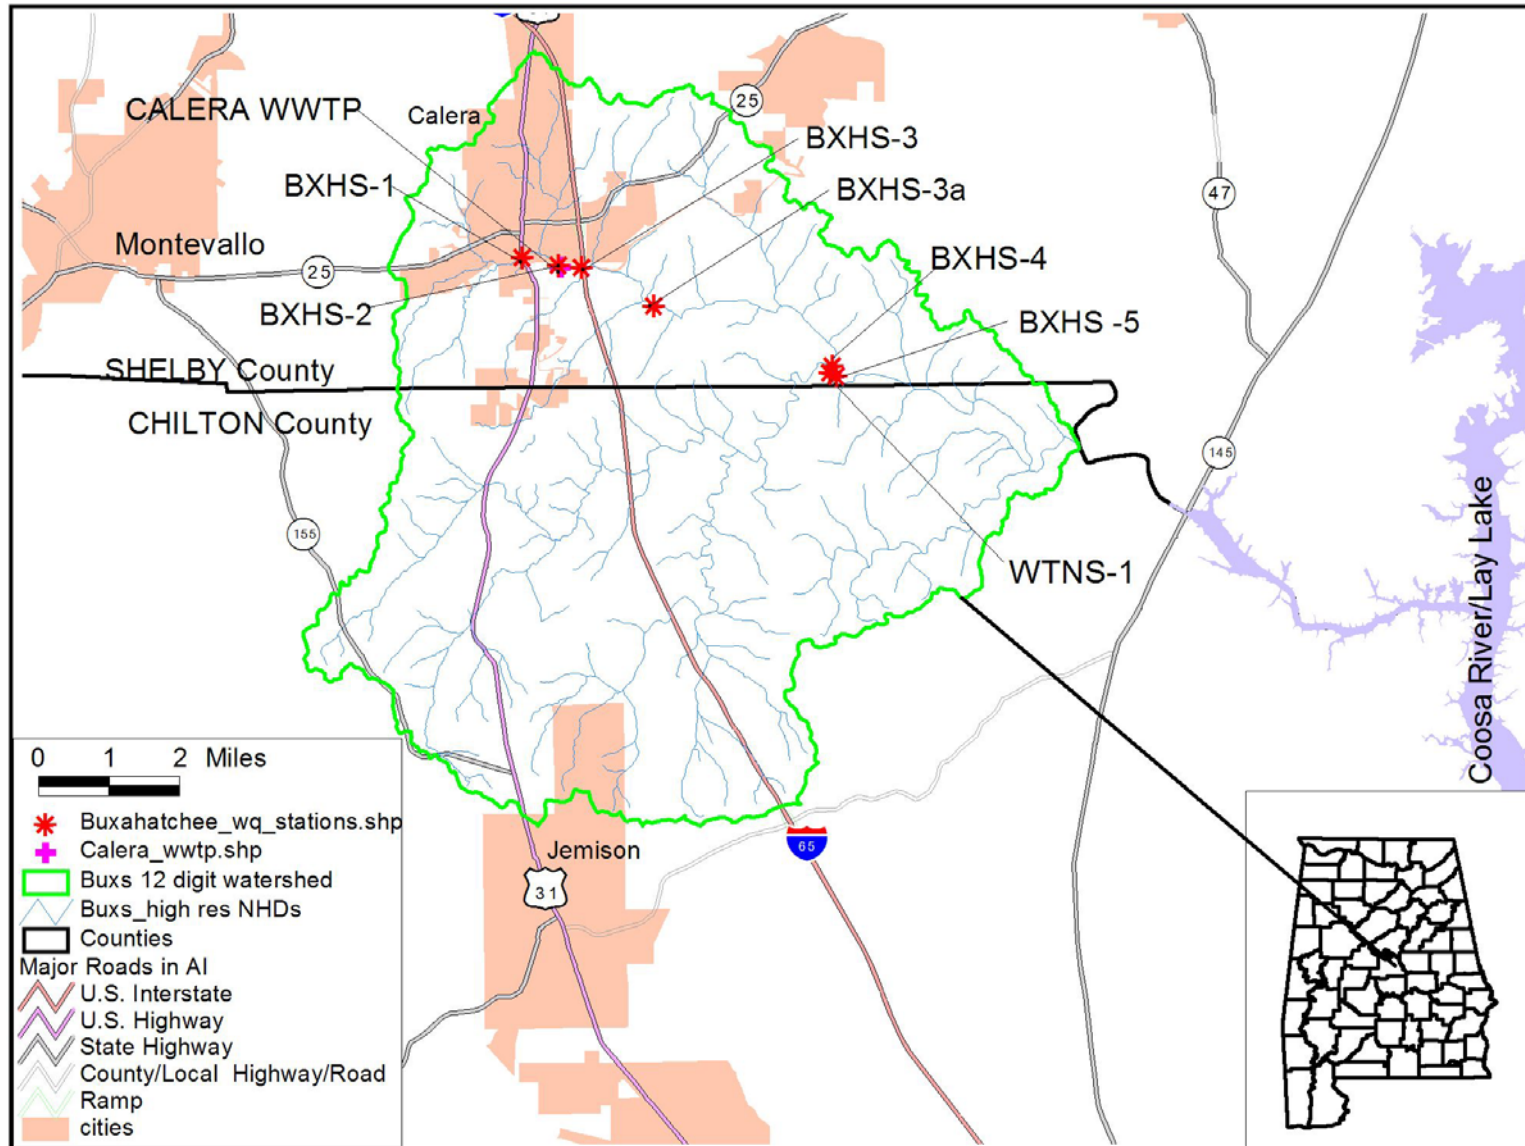 25
CALERA WWTP
Calera
BXHS-3
BXHS-1
BXHS-3a
47
Montevallo
25
BXHS-4
BXHS-2
BXHS -5
SHELBY County
CHILTON County
145
155
WTNS-1
Coosa River/Lay Lake
0 1 2 Miles
Buxahatchee_wq_stations.shp
Calera_wwtp.shp
Buxs 12 digit watershed
Buxs_high res NHDs
Counties
Major Roads in Al
U.S. Interstate
U.S. Highway
State Highway
County/Local Highway/Road
Ramp
cities
Jemison
65
31